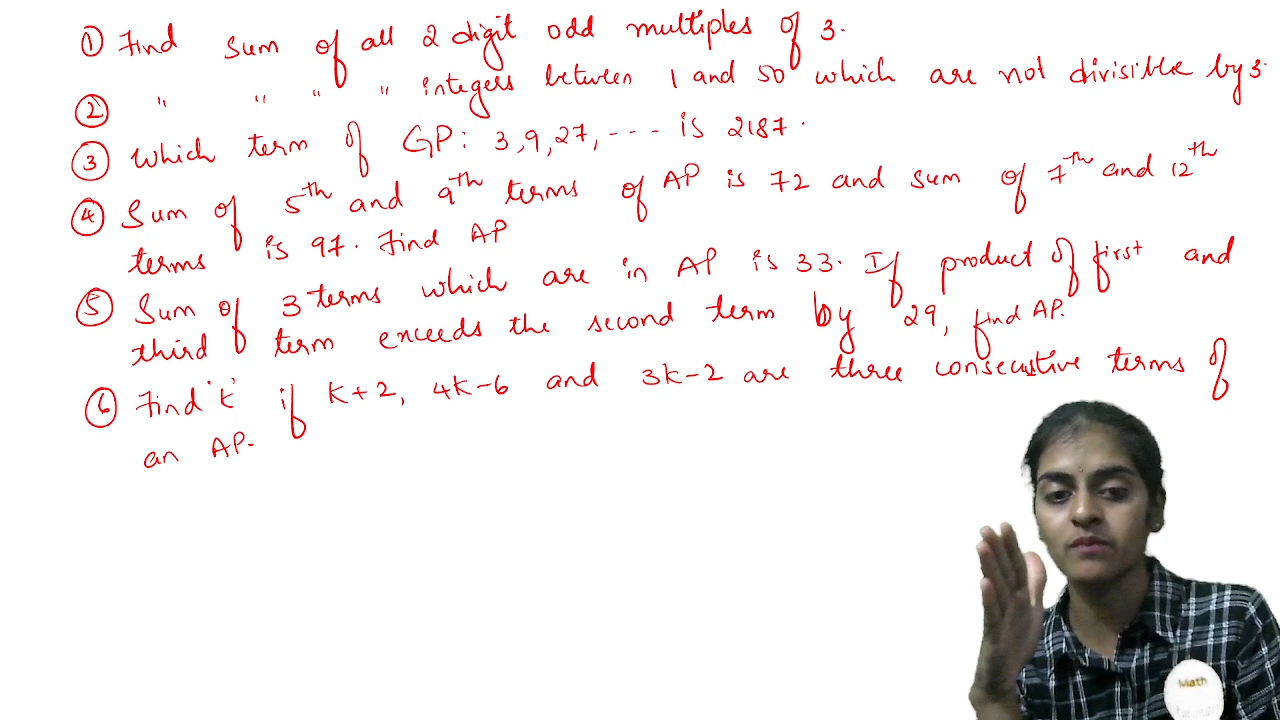 ① Find sum of all 2 digit odd multiples of 3.
② " " " " integers between 1 and 50 which are not divisible by 3.
③ Which term of GP: 3,9,27,---- is 2187.
④ Sum of 5th and 9th terms of AP is 72 and sum of 7th and 12th
terms is 97. Find AP
⑤ Sum of 3 terms which are in AP is 33. If product of first and
third term exceeds the second term by 29, find AP.
⑥ Find 'k' if k+2, 4k-6 and 3k-2 are three consecutive terms of
an AP.
Math